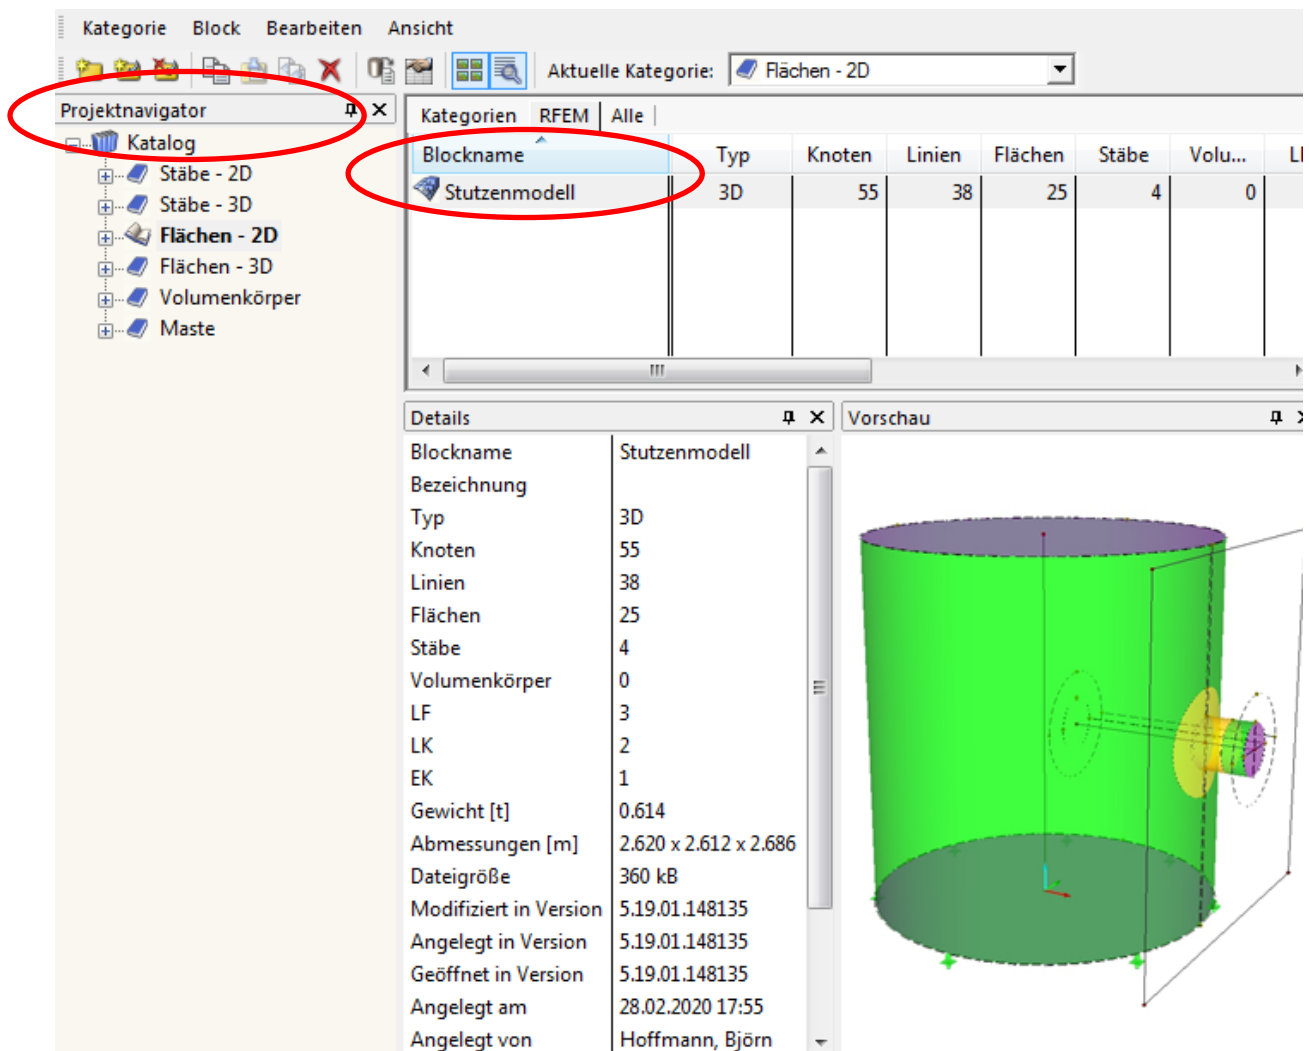 Kategorie Block Bearbeiten Ansicht
Aktuelle Kategorie: Flächen - 2D
Projektnavigator
Katalog
Stäbe - 2D
Stäbe - 3D
Flächen - 2D
Flächen - 3D
Volumenkörper
Maste
Kategorien RFEM Alle
Blockname Typ Knoten Linien Flächen Stäbe Volu...
Stutzenmodell 3D 55 38 25 4 0
Details
Blockname Stutzenmodell
Bezeichnung
Typ 3D
Knoten 55
Linien 38
Flächen 25
Stäbe 4
Volumenkörper 0
LF 3
LK 2
EK 1
Gewicht [t] 0.614
Abmessungen [m] 2.620 x 2.612 x 2.686
Dateigröße 360 kB
Modifiziert in Version 5.19.01.148135
Angelegt in Version 5.19.01.148135
Geöffnet in Version 5.19.01.148135
Angelegt am 28.02.2020 17:55
Angelegt von Hoffmann, Björn
Vorschau